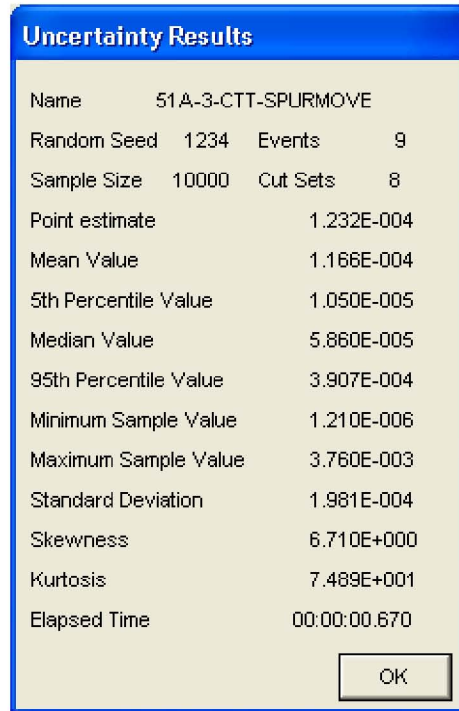 Uncertainty Results
Name 51A-3-CTT-SPURMOVE
Random Seed 1234 Events 9
Sample Size 10000 Cut Sets 8
Point estimate 1.232E-004
Mean Value 1.166E-004
5th Percentile Value 1.050E-005
Median Value 5.860E-005
95th Percentile Value 3.907E-004
Minimum Sample Value 1.210E-006
Maximum Sample Value 3.760E-003
Standard Deviation 1.981E-004
Skewness 6.710E+000
Kurtosis 7.489E+001
Elapsed Time 00:00:00.670
OK